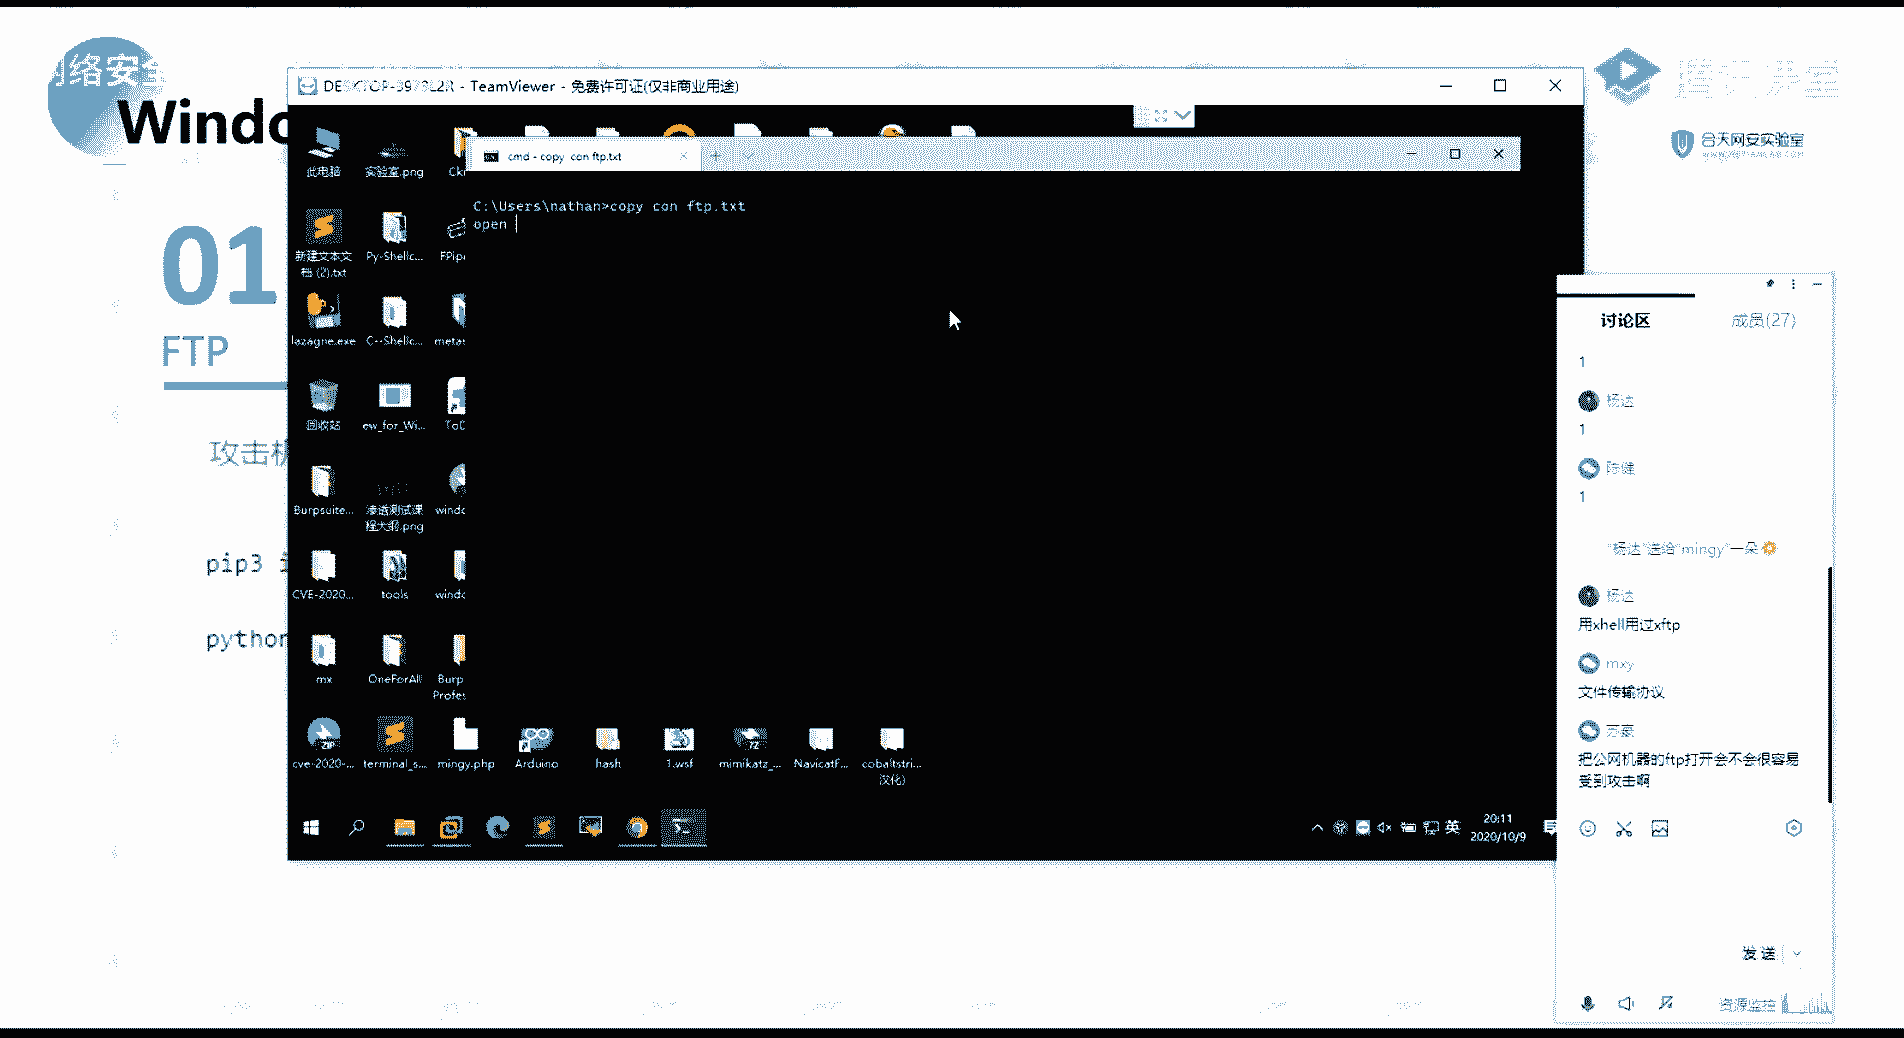 网络安全
Windo
腾讯课堂
合天网安实验室
01
FTP
攻击机
pip3 i
python
TeamViewer - 免费许可证(仅非商业用途)
cmd - copy con ftp.txt
C:\Users\nathan>copy con ftp.txt
open
此电脑
实验室.png
新建文本文
档 (2).txt
Py-Shellc...
FPip
lazagne.exe
C--Shellc...
metas
回收站
ew_for_Wi...
Burpsuite...
渗透测试课
程大纲.png
windo
CVE-2020...
tools
windo
mx
OneForAll
Burp
Profes
cve-2020-...
terminal_s...
mingy.php
Arduino
hash
1.wsf
mimikatz_...
NavicatF...
cobaltstri...
汉化)
英
20:11
2020/10/9
讨论区
成员(27)
1
杨达
1
陈健
1
"杨达"送给"mingy"一朵
杨达
用xhell用过xftp
mxy
文件传输协议
把公网机器的ftp打开会不会很容易
受到攻击啊
发送
资源监控